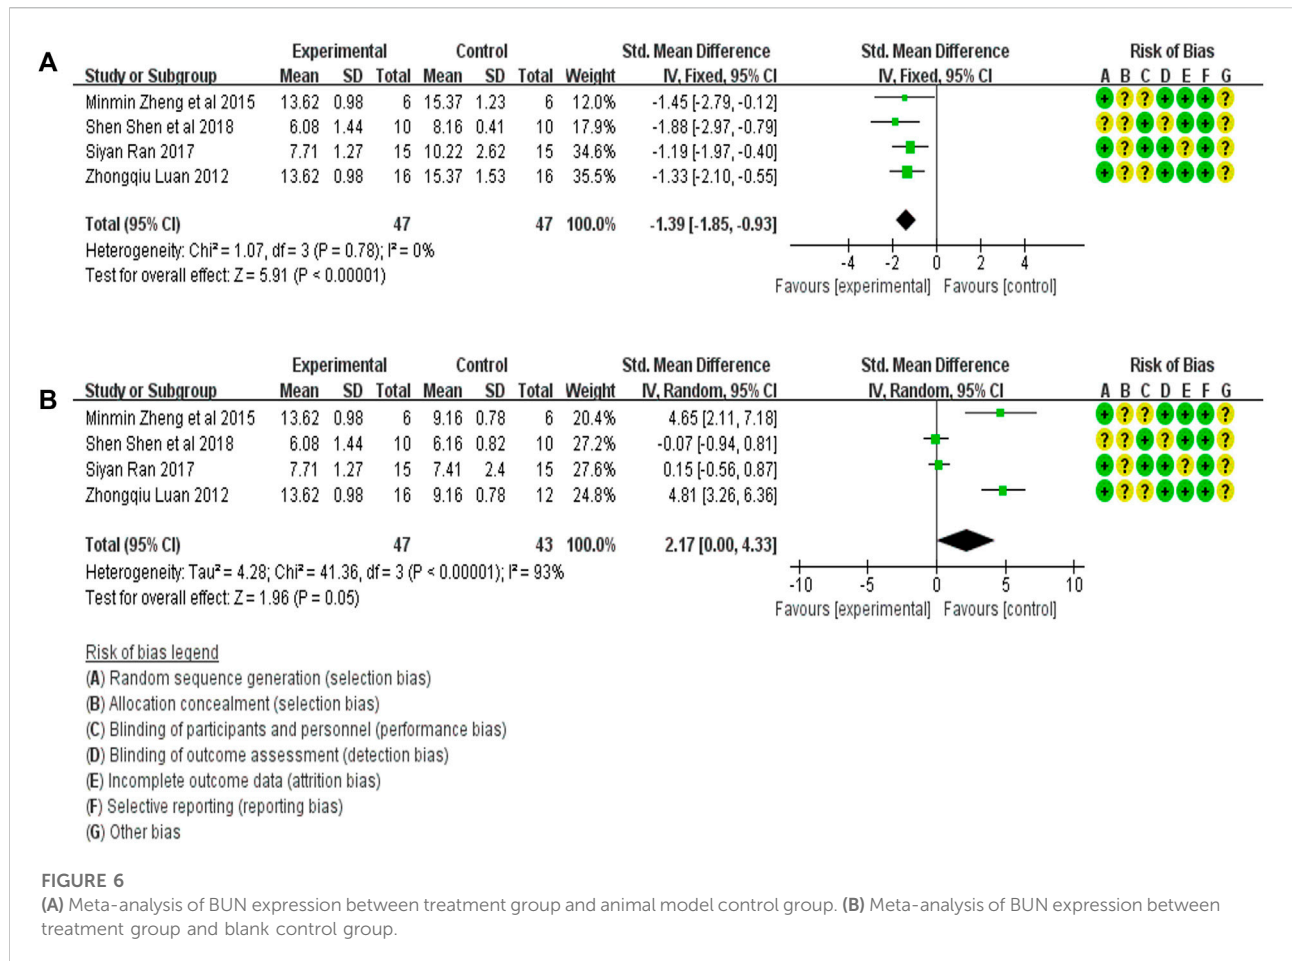 A
Experimental Control Std. Mean Difference Std. Mean Difference Risk of Bias
Study or Subgroup Mean SD Total Mean SD Total Weight IV, Fixed, 95% CI IV, Fixed, 95% CI A B C D E F G
Minmin Zheng et al 2015 13.62 0.98 6 15.37 1.23 6 12.0% -1.45 [-2.79, -0.12] + ? ? + + + ?
Shen Shen et al 2018 6.08 1.44 10 8.16 0.41 10 17.9% -1.88 [-2.97, -0.79] ? ? + ? + + ?
Siyan Ran 2017 7.71 1.27 15 10.22 2.62 15 34.6% -1.19 [-1.97, -0.40] + ? + + ? + ?
Zhongqiu Luan 2012 13.62 0.98 16 15.37 1.53 16 35.5% -1.33 [-2.10, -0.55] + ? ? + + + ?
Total (95% CI) 47 47 100.0% -1.39 [-1.85, -0.93]
Heterogeneity: Chi² = 1.07, df = 3 (P = 0.78); I² = 0%
Test for overall effect: Z = 5.91 (P < 0.00001)
-4 -2 0 2 4
Favours [experimental] Favours [control]
B
Experimental Control Std. Mean Difference Std. Mean Difference Risk of Bias
Study or Subgroup Mean SD Total Mean SD Total Weight IV, Random, 95% CI IV, Random, 95% CI A B C D E F G
Minmin Zheng et al 2015 13.62 0.98 6 9.16 0.78 6 20.4% 4.65 [2.11, 7.18] + ? ? + + + ?
Shen Shen et al 2018 6.08 1.44 10 6.16 0.82 10 27.2% -0.07 [-0.94, 0.81] ? ? + ? + + ?
Siyan Ran 2017 7.71 1.27 15 7.41 2.4 15 27.6% 0.15 [-0.56, 0.87] + ? + + ? + ?
Zhongqiu Luan 2012 13.62 0.98 16 9.16 0.78 12 24.8% 4.81 [3.26, 6.36] + ? ? + + + ?
Total (95% CI) 47 43 100.0% 2.17 [0.00, 4.33]
Heterogeneity: Tau² = 4.28; Chi² = 41.36, df = 3 (P < 0.00001); I² = 93%
Test for overall effect: Z = 1.96 (P = 0.05)
-10 -5 0 5 10
Favours [experimental] Favours [control]
Risk of bias legend
(A) Random sequence generation (selection bias)
(B) Allocation concealment (selection bias)
(C) Blinding of participants and personnel (performance bias)
(D) Blinding of outcome assessment (detection bias)
(E) Incomplete outcome data (attrition bias)
(F) Selective reporting (reporting bias)
(G) Other bias
FIGURE 6
(A) Meta-analysis of BUN expression between treatment group and animal model control group. (B) Meta-analysis of BUN expression between
treatment group and blank control group.